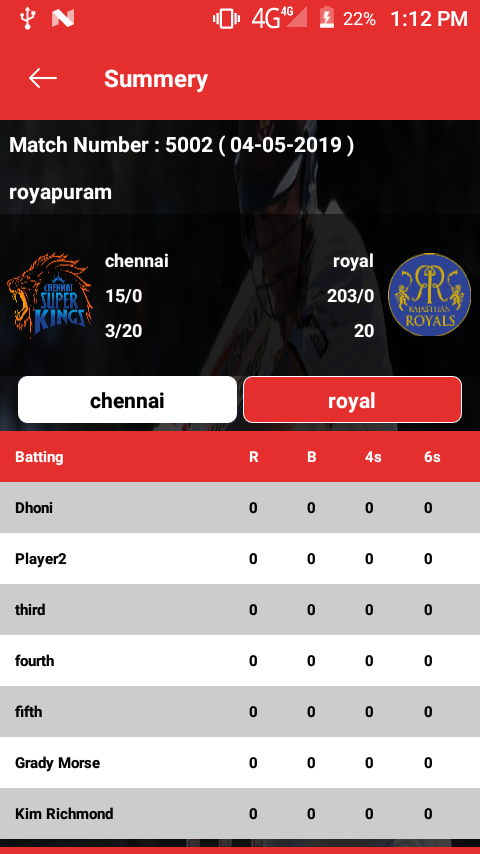 4G 4G 22% 1:12 PM
Summery
Match Number : 5002 ( 04-05-2019 )
royapuram
CHENNAI
SUPER
KINGS
chennai
15/0
3/20
royal
203/0
20
RR
RAJASTHAN
ROYALS
chennai royal
Batting R B 4s 6s
Dhoni 0 0 0 0
Player2 0 0 0 0
third 0 0 0 0
fourth 0 0 0 0
fifth 0 0 0 0
Grady Morse 0 0 0 0
Kim Richmond 0 0 0 0